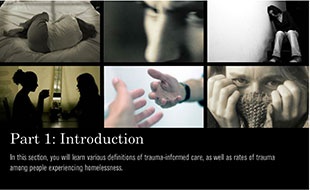 Part 1: Introduction
In this section, you will learn various definitions of trauma-informed care, as well as rates of trauma
among people experiencing homelessness.